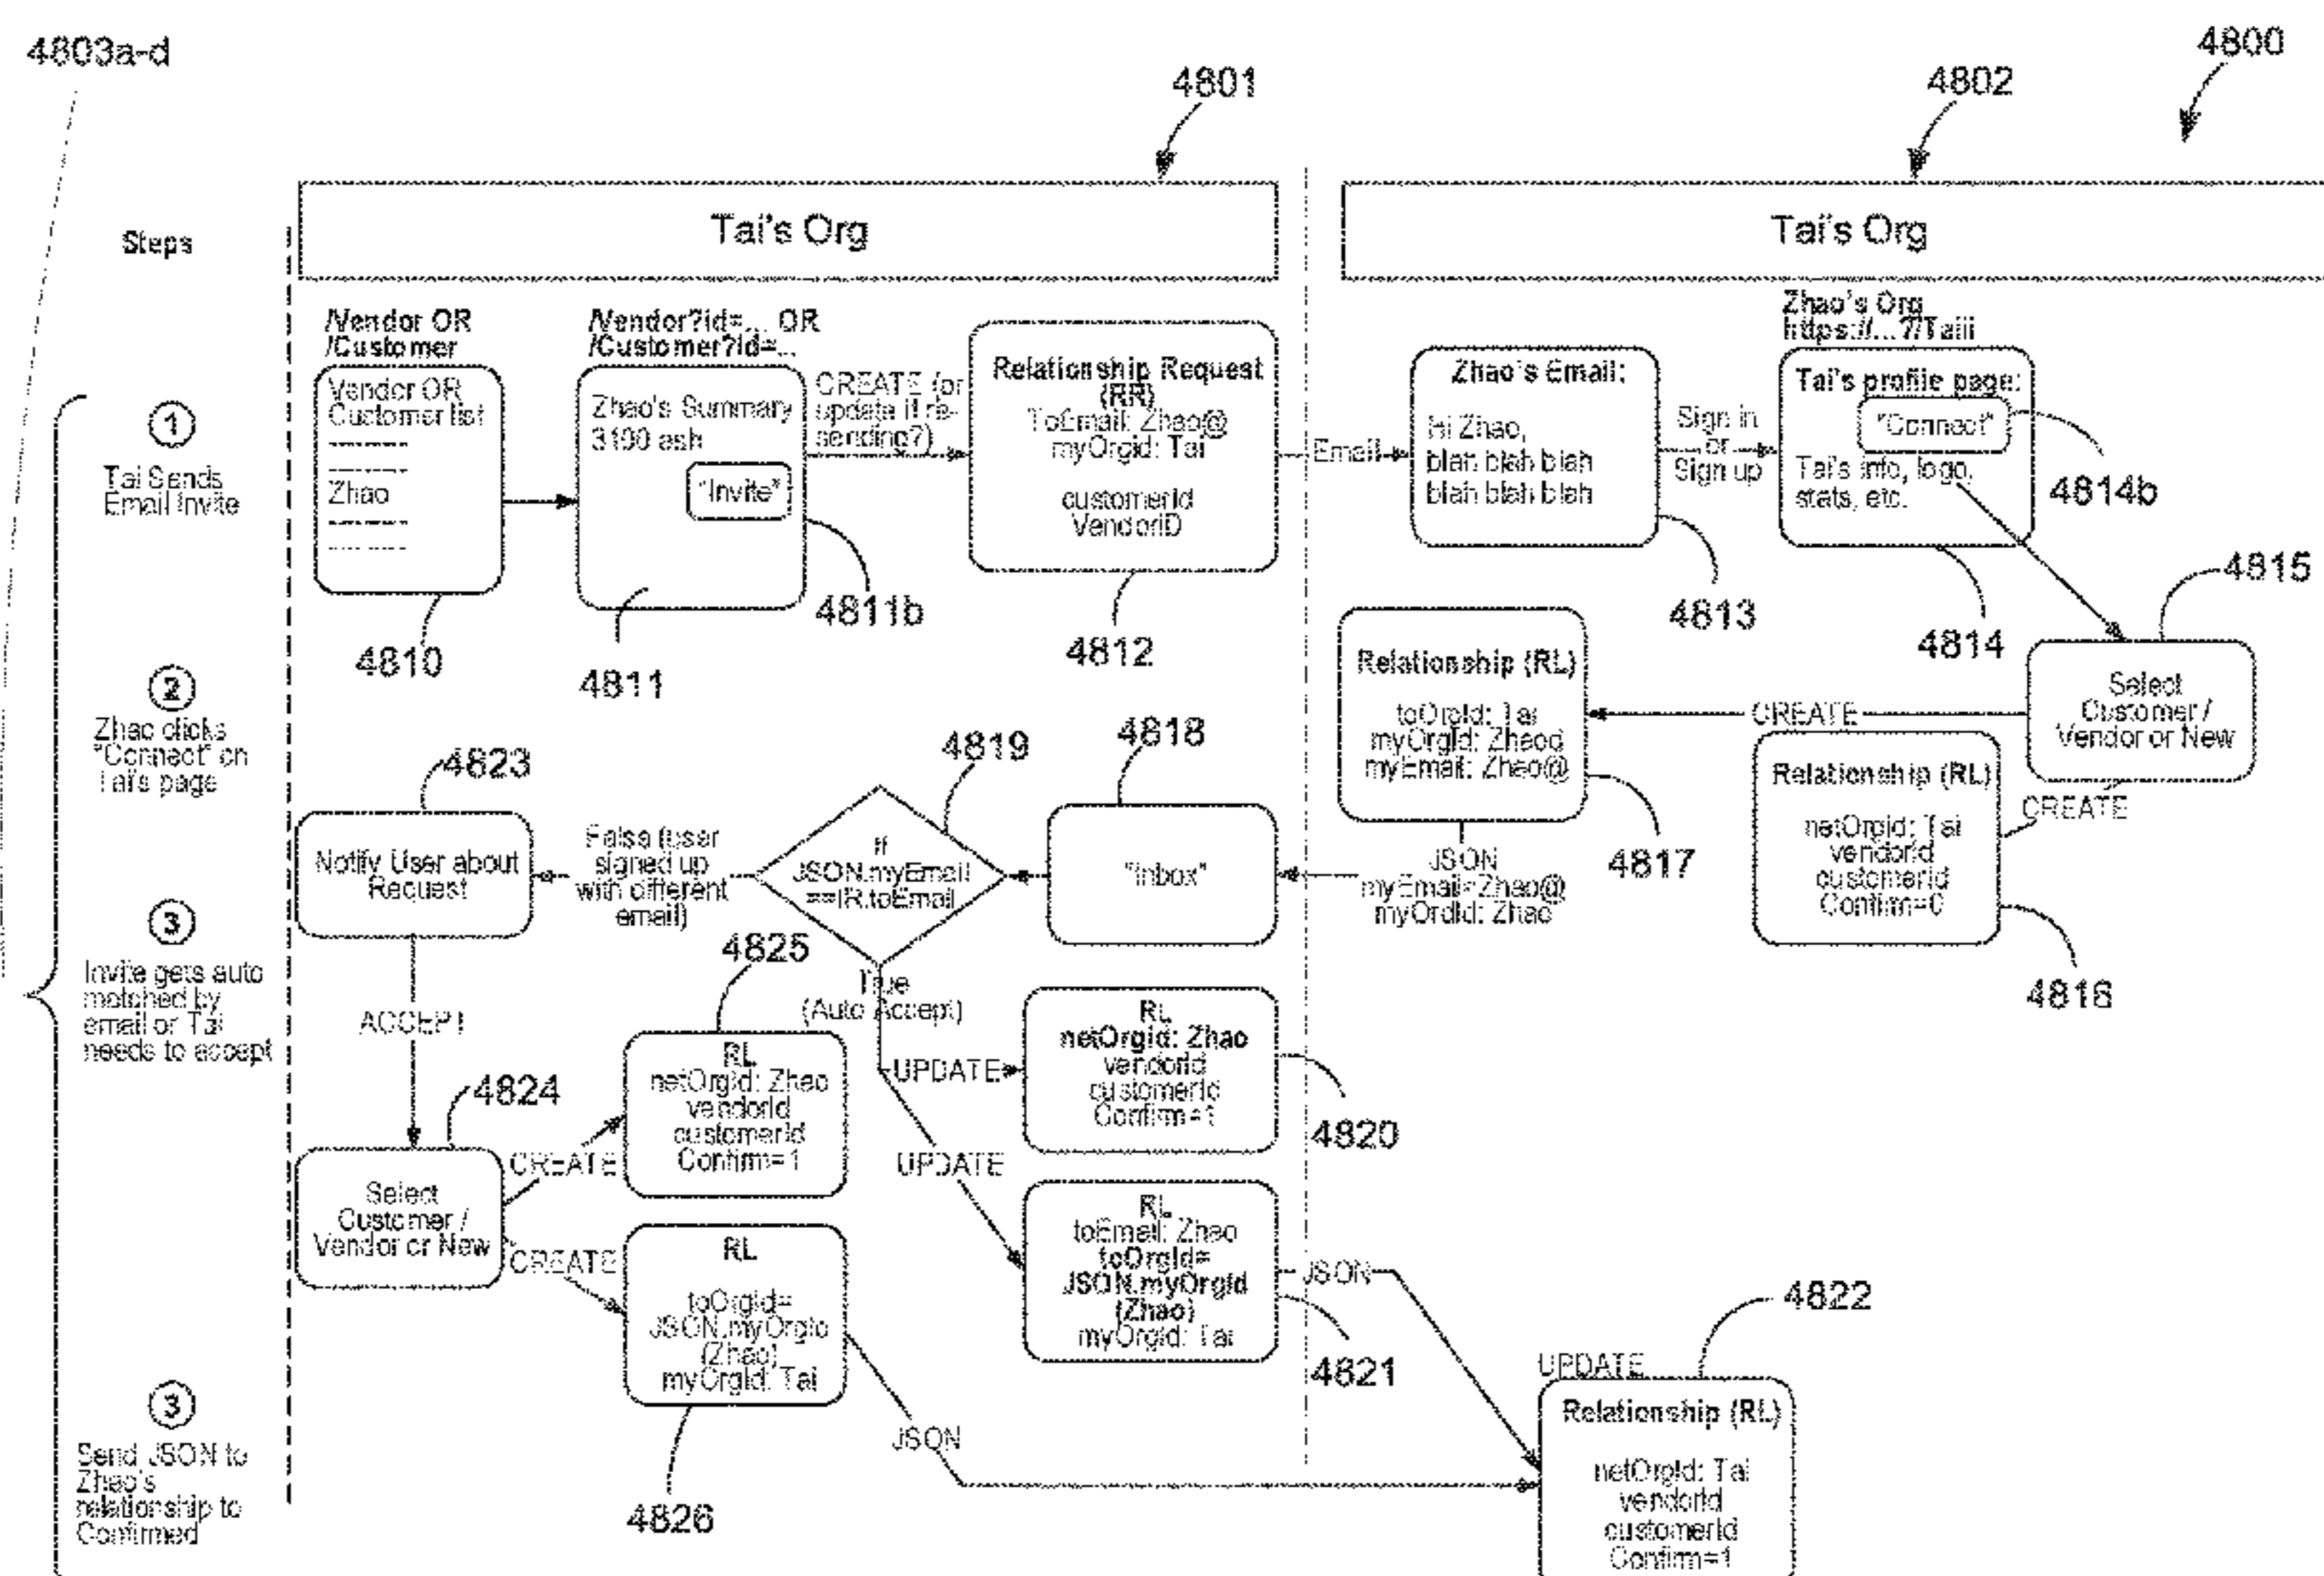 4803a-d
4801
4802
4800
Steps
Tai's Org
Tai's Org
/Vendor OR
/Customer
/Vendor?id=... OR
/Customer?id=...
Zhao's Org
https://...?/Taiii
1
Tai Sends
Email Invite
Vendor OR
Customer list
Zhao
Zhao's Summary
3100 ash
"Invite"
CREATE (or
update if re-
sending?)
Relationship Request
(RR)
ToEmail: Zhao@
myOrgid: Tai
customerId
VendorID
Email
Zhao's Email:
Hi Zhao,
blah blah blah
blah blah blah
Sign in
or
Sign up
Tai's profile page:
"Connect"
Tai's info, logo,
stats, etc.
4814b
4810
4811
4811b
4812
4813
4814
4815
2
Zhao clicks
"Connect" on
Tai's page
Relationship (RL)
toOrgId: Tai
myOrgId: Zhaod
myEmail: Zhao@
4817
CREATE
Select
Customer /
Vendor or New
CREATE
Relationship (RL)
netOrgId: Tai
vendorId
customerId
Confirm=0
4816
JSON
myEmail=Zhao@
myOrdId: Zhao
4818
"Inbox"
4819
If
JSON.myEmail
==IR.toEmail
False (user
signed up
with different
email)
4823
Notify User about
Request
3
Invite gets auto
matched by
email or Tai
needs to accept
ACCEPT
True
(Auto Accept)
4825
RL
netOrgId: Zhao
vendorId
customerId
Confirm=1
UPDATE
RL
netOrgId: Zhao
vendorId
customerId
Confirm=1
4820
4824
Select
Customer /
Vendor or New
CREATE
CREATE
UPDATE
RL
toEmail: Zhao
toOrgId=
JSON.myOrgId
(Zhao)
myOrgId: Tai
4821
JSON
RL
toOrgId=
JSON.myOrgId
(Zhao)
myOrgId: Tai
4826
JSON
3
Send JSON to
Zhao's
relationship to
Confirmed
4822
UPDATE
Relationship (RL)
netOrgId: Tai
vendorId
customerId
Confirm=1